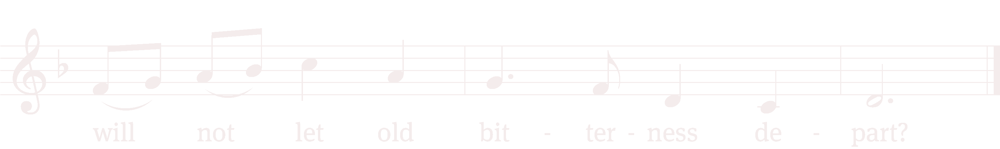 will not let old bit - ter - ness de - part?